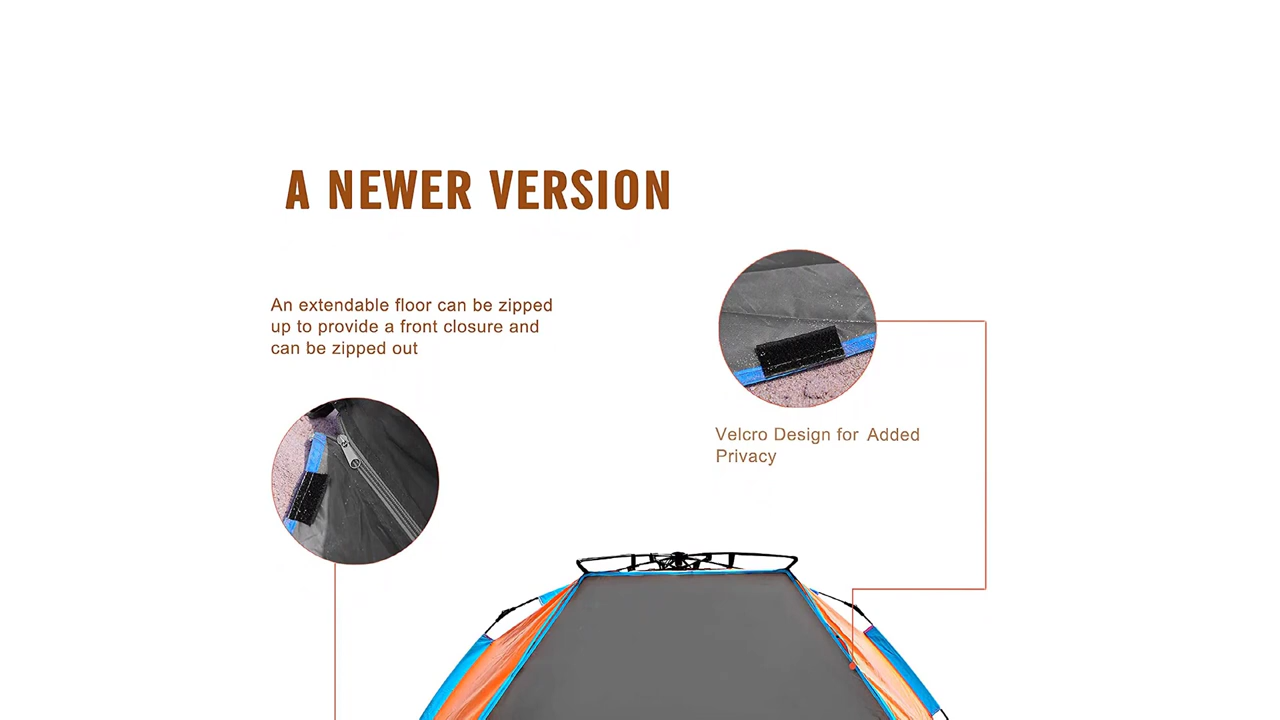 A NEWER VERSION
An extendable floor can be zipped
up to provide a front closure and
can be zipped out
Velcro Design for Added
Privacy